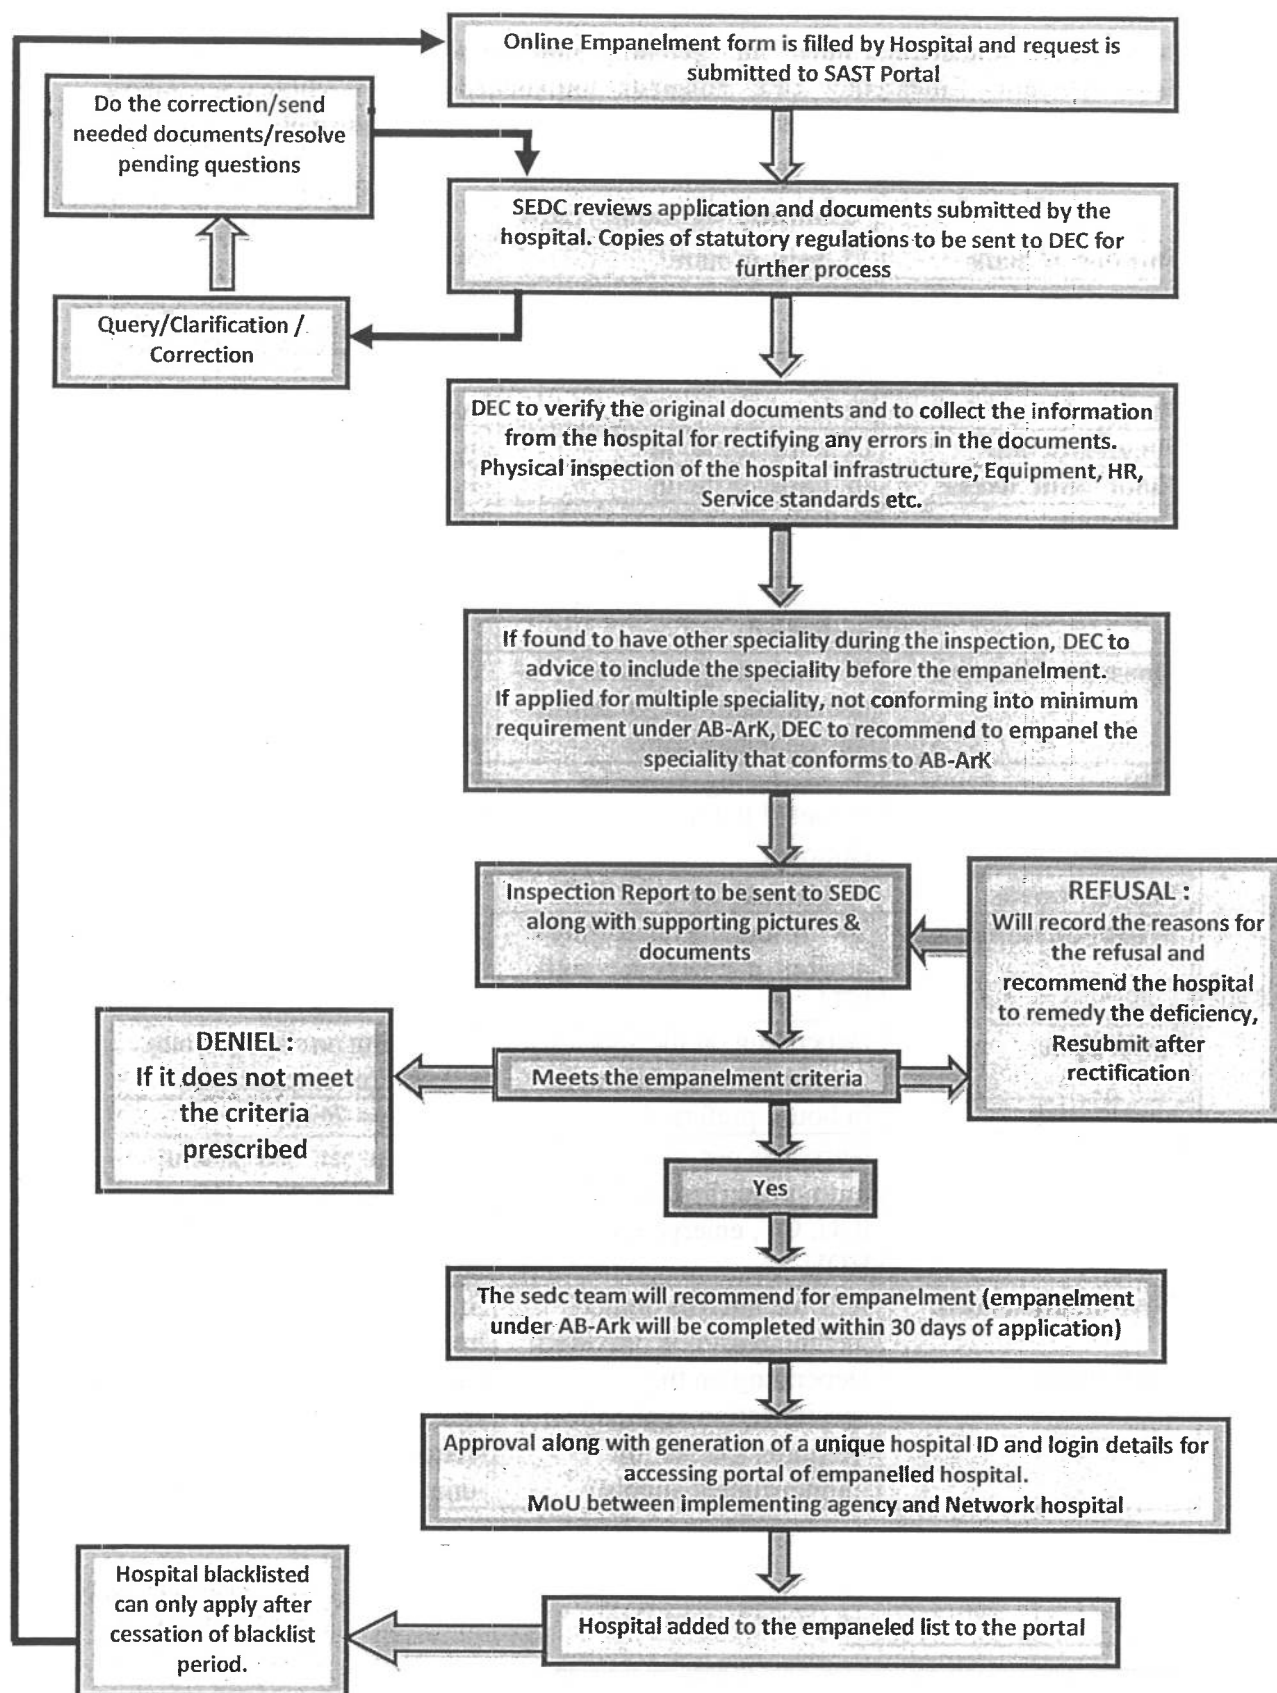 Online Empanelment form is filled by Hospital and request is
submitted to SAST Portal
Do the correction/send
needed documents/resolve
pending questions
SEDC reviews application and documents submitted by the
hospital. Copies of statutory regulations to be sent to DEC for
further process
Query/Clarification /
Correction
DEC to verify the original documents and to collect the information
from the hospital for rectifying any errors in the documents.
Physical inspection of the hospital infrastructure, Equipment, HR,
Service standards etc.
If found to have other speciality during the inspection, DEC to
advice to include the speciality before the empanelment.
If applied for multiple speciality, not conforming into minimum
requirement under AB-ArK, DEC to recommend to empanel the
speciality that conforms to AB-ArK
Inspection Report to be sent to SEDC
along with supporting pictures &
documents
REFUSAL :
Will record the reasons for
the refusal and
recommend the hospital
to remedy the deficiency,
Resubmit after
rectification
DENIEL :
If it does not meet
the criteria
prescribed
Meets the empanelment criteria
Yes
The sedc team will recommend for empanelment (empanelment
under AB-Ark will be completed within 30 days of application)
Approval along with generation of a unique hospital ID and login details for
accessing portal of empanelled hospital.
MoU between implementing agency and Network hospital
Hospital blacklisted
can only apply after
cessation of blacklist
period.
Hospital added to the empaneled list to the portal